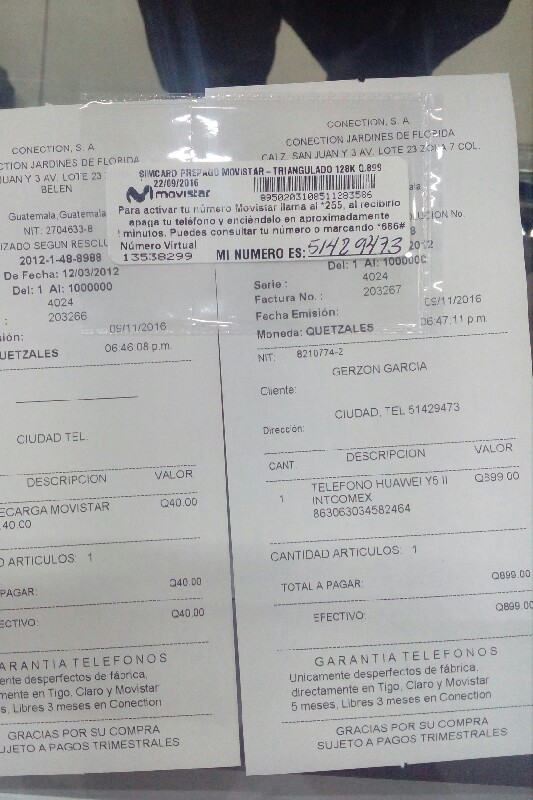 CONECTION, S. A
CTION JARDINES DE FLORIDA
JUAN Y 3 AV. LOTE 23
BELEN
Guatemala,Guatemala
NIT: 2704633-8
IZADO SEGUN RESOLU
2012-1-48-8988
De Fecha: 12/03/2012
Del: 1 Al: 1000000
4024
203266
sión: 09/11/2016
QUETZALES 06:46:08 p.m.
CIUDAD TEL.
DESCRIPCION VALOR
ECARGA MOVISTAR Q40.00
40.00
O ARTICULOS: 1
PAGAR: Q40.00
ECTIVO: Q40.00
ARANTIA TELEFONOS
ente desperfectos de fábrica,
mente en Tigo, Claro y Movistar
s, Libres 3 meses en Conection
GRACIAS POR SU COMPRA
SUJETO A PAGOS TRIMESTRALES
SIMCARD PREPAGO MOVISTAR - TRIANGULADO 128K Q.899
22/09/2016
movistar
8950203108511283586
Para activar tu número Movistar llama al *255, al recibirlo
apaga tu teléfono y enciéndelo en aproximadamente
minutos. Puedes consultar tu número o marcando *666#
Número Virtual
13538299 MI NUMERO ES: 51429473
CONECTION, S. A
CONECTION JARDINES DE FLORIDA
CALZ. SAN JUAN Y 3 AV. LOTE 23 ZONA 7 COL.
UCION No.
2012
Del: 1 Al: 1000000
Serie : 4024
Factura No. : 203267
Fecha Emisión: 09/11/2016
Moneda: QUETZALES 06:47:11 p.m.
NIT: 8210774-2
GERZON GARCIA
Cliente:
CIUDAD, TEL 51429473
Dirección:
CANT. DESCRIPCION VALOR
1 TELEFONO HUAWEI Y5 II Q899.00
INTCOMEX
863063034582464
CANTIDAD ARTICULOS: 1
TOTAL A PAGAR: Q899.00
EFECTIVO: Q899.00
GARANTIA TELEFONOS
Unicamente desperfectos de fábrica,
directamente en Tigo, Claro y Movistar
5 meses, Libres 3 meses en Conection
GRACIAS POR SU COMPRA
SUJETO A PAGOS TRIMESTRALES